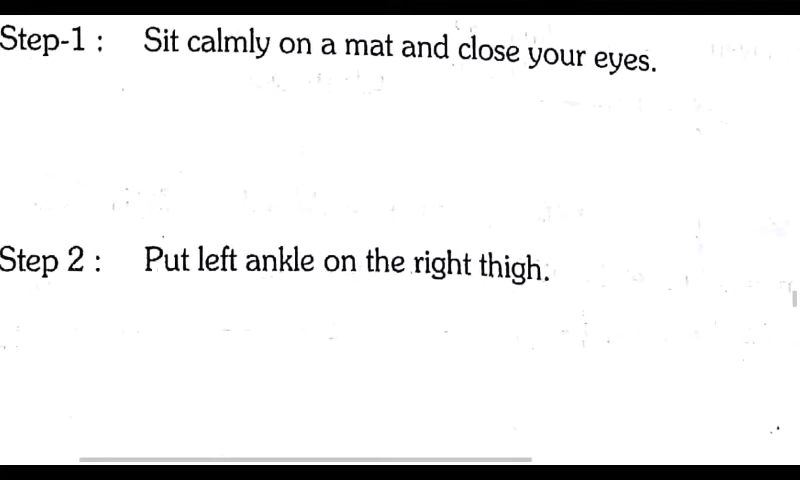 Step-1 : Sit calmly on a mat and close your eyes.
Step 2 : Put left ankle on the right thigh.